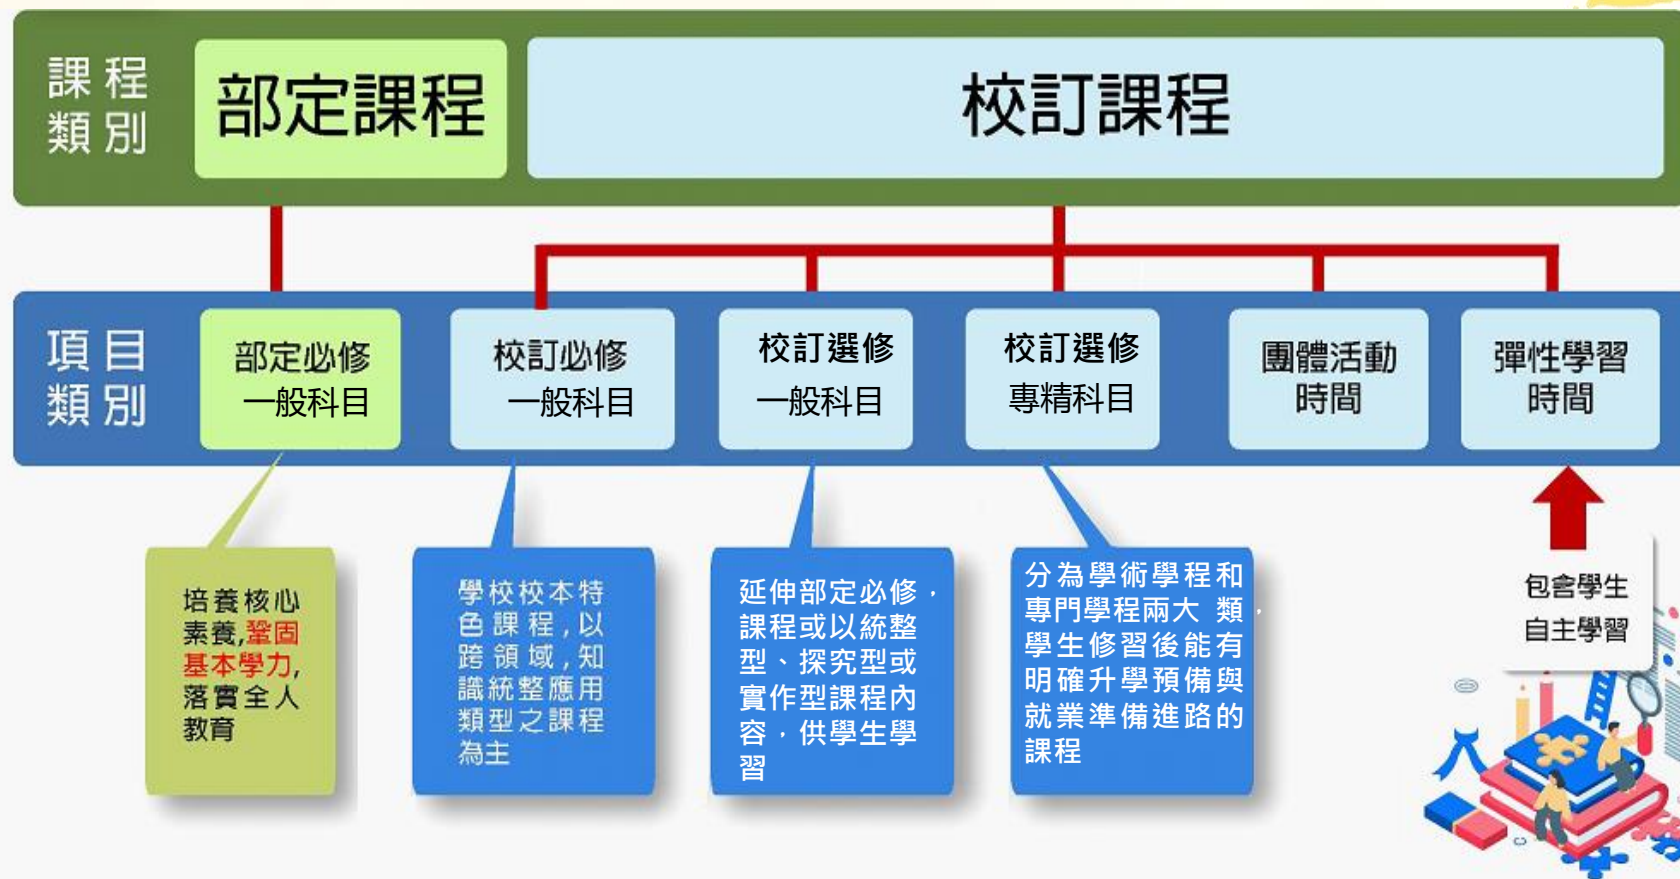 課程
類別
部定課程
校訂課程
項目
類別
部定必修
一般科目
校訂必修
一般科目
校訂選修
一般科目
校訂選修
專精科目
團體活動
時間
彈性學習
時間
培養核心
素養,鞏固
基本學力,
落實全人
教育
學校校本特
色課程,以
跨領域,知
識統整應用
類型之課程
為主
延伸部定必修，
課程或以統整
型、探究型或
實作型課程內
容，供學生學
習
分為學術學程和
專門學程兩大 類，
學生修習後能有
明確升學預備與
就業準備進路的
課程
包含學生
自主學習